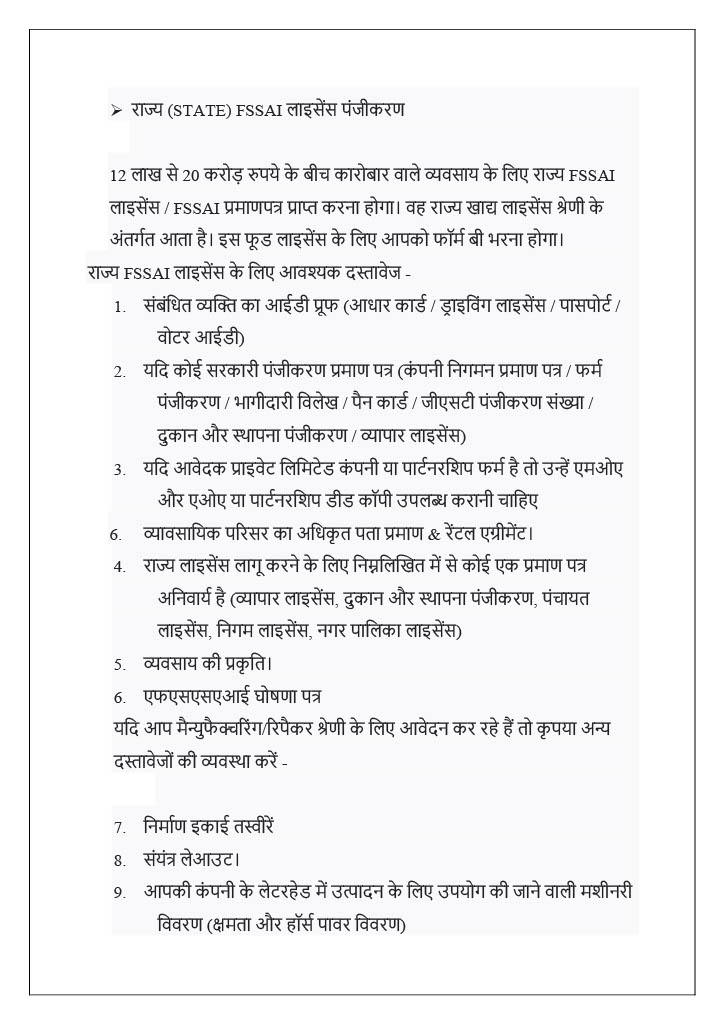 ➢ राज्य (STATE) FSSAI लाइसेंस पंजीकरण
12 लाख से 20 करोड़ रुपये के बीच कारोबार वाले व्यवसाय के लिए राज्य FSSAI
लाइसेंस / FSSAI प्रमाणपत्र प्राप्त करना होगा। वह राज्य खाद्य लाइसेंस श्रेणी के
अंतर्गत आता है। इस फूड लाइसेंस के लिए आपको फॉर्म बी भरना होगा।
राज्य FSSAI लाइसेंस के लिए आवश्यक दस्तावेज -
1. संबंधित व्यक्ति का आईडी प्रूफ (आधार कार्ड / ड्राइविंग लाइसेंस / पासपोर्ट /
वोटर आईडी)
2. यदि कोई सरकारी पंजीकरण प्रमाण पत्र (कंपनी निगमन प्रमाण पत्र / फर्म
पंजीकरण / भागीदारी विलेख / पैन कार्ड / जीएसटी पंजीकरण संख्या /
दुकान और स्थापना पंजीकरण / व्यापार लाइसेंस)
3. यदि आवेदक प्राइवेट लिमिटेड कंपनी या पार्टनरशिप फर्म है तो उन्हें एमओए
और एओए या पार्टनरशिप डीड कॉपी उपलब्ध करानी चाहिए
6. व्यावसायिक परिसर का अधिकृत पता प्रमाण & रेंटल एग्रीमेंट।
4. राज्य लाइसेंस लागू करने के लिए निम्नलिखित में से कोई एक प्रमाण पत्र
अनिवार्य है (व्यापार लाइसेंस, दुकान और स्थापना पंजीकरण, पंचायत
लाइसेंस, निगम लाइसेंस, नगर पालिका लाइसेंस)
5. व्यवसाय की प्रकृति।
6. एफएसएसएआई घोषणा पत्र
यदि आप मैन्युफैक्चरिंग/रिपैकर श्रेणी के लिए आवेदन कर रहे हैं तो कृपया अन्य
दस्तावेजों की व्यवस्था करें -
7. निर्माण इकाई तस्वीरें
8. संयंत्र लेआउट।
9. आपकी कंपनी के लेटरहेड में उत्पादन के लिए उपयोग की जाने वाली मशीनरी
विवरण (क्षमता और हॉर्स पावर विवरण)